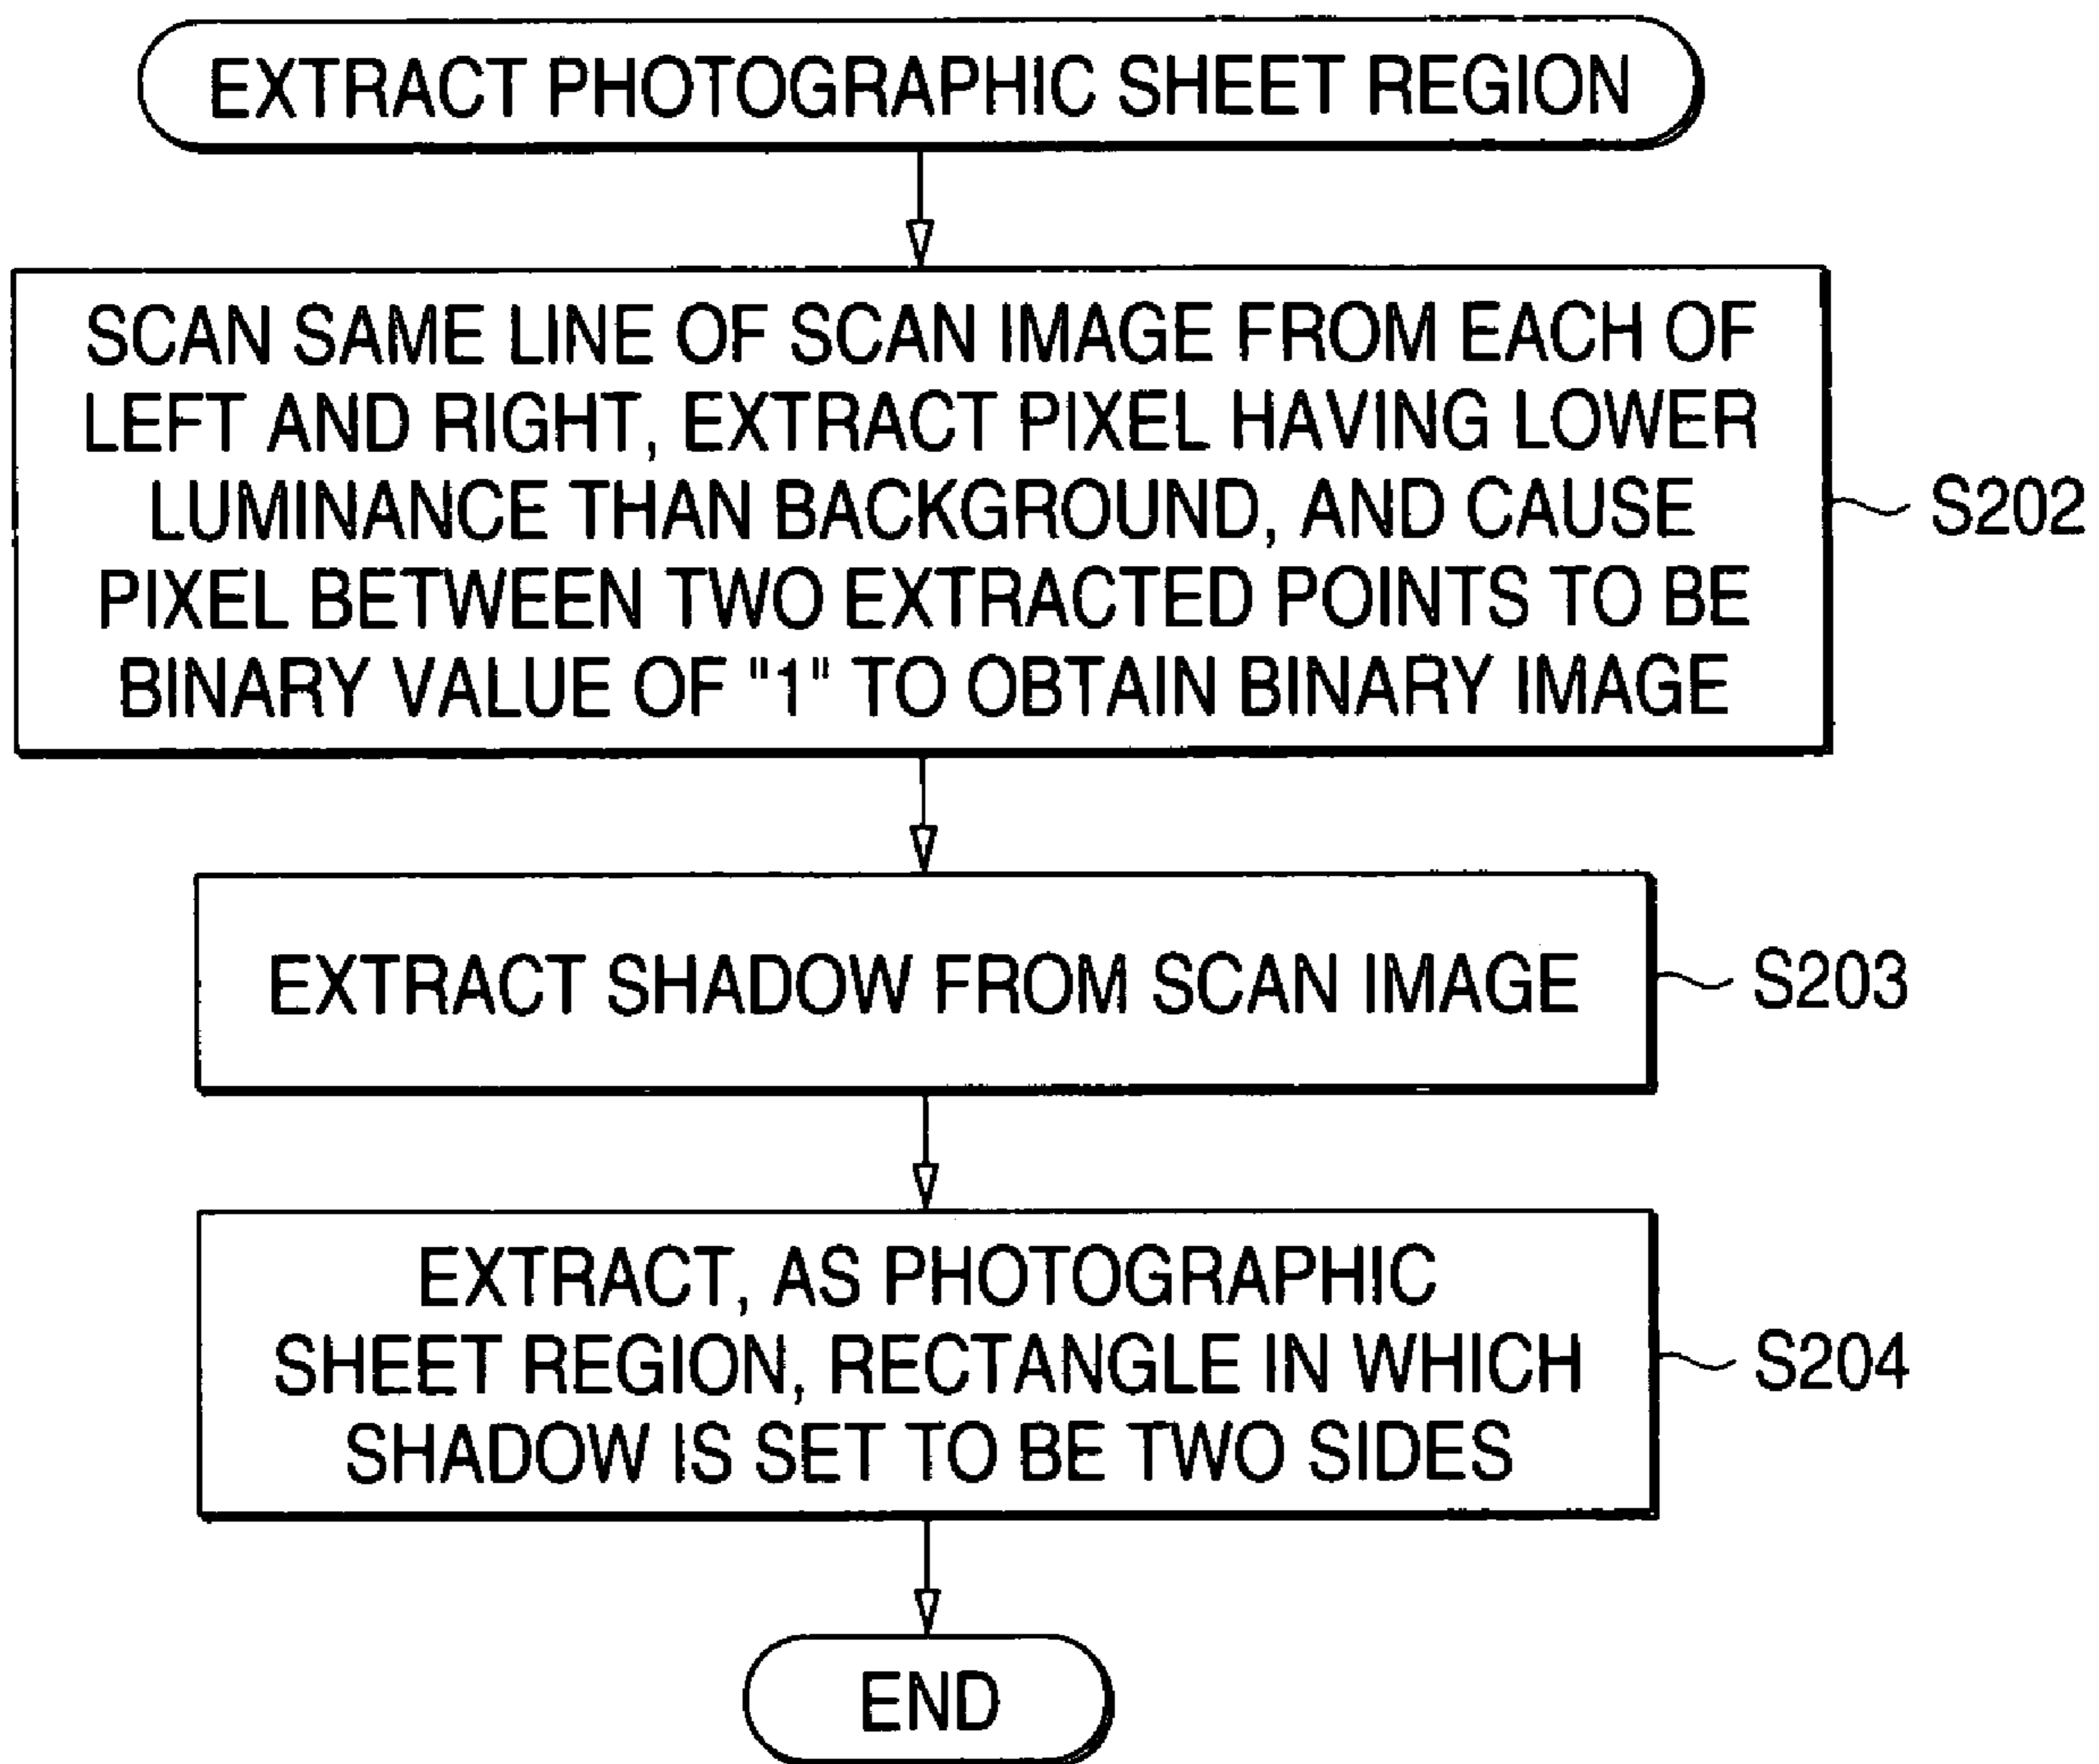 EXTRACT PHOTOGRAPHIC SHEET REGION
SCAN SAME LINE OF SCAN IMAGE FROM EACH OF
LEFT AND RIGHT, EXTRACT PIXEL HAVING LOWER
LUMINANCE THAN BACKGROUND, AND CAUSE
PIXEL BETWEEN TWO EXTRACTED POINTS TO BE
BINARY VALUE OF "1" TO OBTAIN BINARY IMAGE
S202
EXTRACT SHADOW FROM SCAN IMAGE
S203
EXTRACT, AS PHOTOGRAPHIC
SHEET REGION, RECTANGLE IN WHICH
SHADOW IS SET TO BE TWO SIDES
S204
END